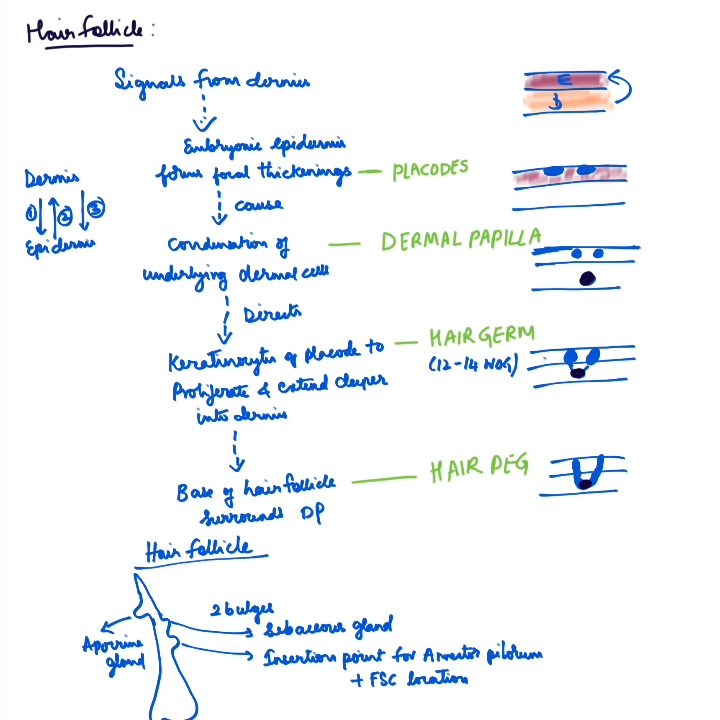 Hair follicle :
Signals from dermis
E
D
Embryonic epidermis
forms focal thickenings — PLACODES
Dermis
① ② ③
Epidermis
cause
Condensation of — DERMAL PAPILLA
underlying dermal cells
Directs
Keratinocytes of placode to — HAIR GERM
(12-14 WOG)
Proliferate & extend deeper
into dermis
Base of hair follicle — HAIR PEG
surrounds DP
Hair follicle
2 bulges
Sebaceous gland
Apocrine
gland
Insertion point for Arrector pilorum
+ FSC location